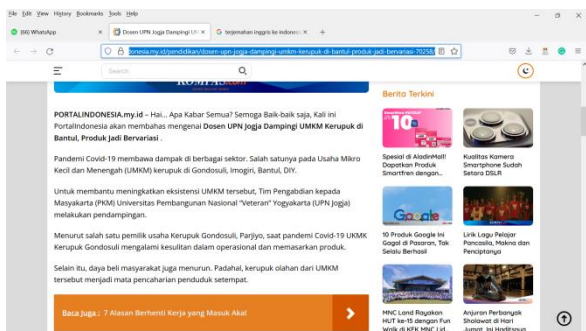 File Edit View History Bookmarks Tools Help
(66) WhatsApp
Dosen UPN Jogja Dampingi UM
terjemahan inggris ke indonesia
onesia.my.id/pendidikan/dosen-upn-jogja-dampingi-umkm-kerupuk-di-bantul-produk-jadi-bervariasi-70258/
Search
KOMPAS.com
PORTALINDONESIA.my.id – Hai... Apa Kabar Semua? Semoga Baik-baik saja, Kali ini
PortalIndonesia akan membahas mengenai Dosen UPN Jogja Dampingi UMKM Kerupuk di
Bantul, Produk Jadi Bervariasi .
Pandemi Covid-19 membawa dampak di berbagai sektor. Salah satunya pada Usaha Mikro
Kecil dan Menengah (UMKM) kerupuk di Gondosuli, Imogiri, Bantul, DIY.
Untuk membantu meningkatkan eksistensi UMKM tersebut, Tim Pengabdian kepada
Masyakarta (PKM) Universitas Pembangunan Nasional "Veteran" Yogyakarta (UPN Jogja)
melakukan pendampingan.
Menurut salah satu pemilik usaha Kerupuk Gondosuli, Parjiyo, saat pandemi Covid-19 UKMK
Kerupuk Gondosuli mengalami kesulitan dalam operasional dan memasarkan produk.
Selain itu, daya beli masyarakat juga menurun. Padahal, kerupuk olahan dari UMKM
tersebut menjadi mata pencaharian penduduk setempat.
Baca Juga : 7 Alasan Berhenti Kerja yang Masuk Akal
Berita Terkini
10
Spesial di AladinMall!
Dapatkan Produk
Smartfren dengan...
Kualitas Kamera
Smartphone Sudah
Setara DSLR
Google
10 Produk Google Ini
Gagal di Pasaran, Tak
Selalu Berhasil
Lirik Lagu Pelajar
Pancasila, Makna dan
Penciptanya
MNC Land Rayakan
HUT ke-15 dengan Fun
Walk di KEK MNC Lid...
Anjuran Perbanyak
Sholawat di Hari
Jumat, Ini Haditsnya